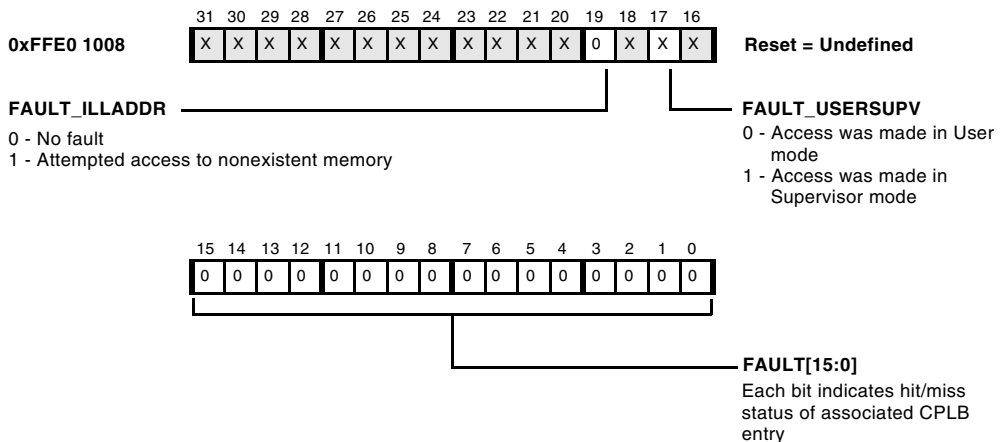 31 30 29 28 27 26 25 24 23 22 21 20 19 18 17 16
0xFFE0 1008 X X X X X X X X X X X X 0 X X X Reset = Undefined
FAULT_ILLADDR
0 - No fault
1 - Attempted access to nonexistent memory
FAULT_USERSUPV
0 - Access was made in User
mode
1 - Access was made in
Supervisor mode
15 14 13 12 11 10 9 8 7 6 5 4 3 2 1 0
0 0 0 0 0 0 0 0 0 0 0 0 0 0 0 0
FAULT[15:0]
Each bit indicates hit/miss
status of associated CPLB
entry